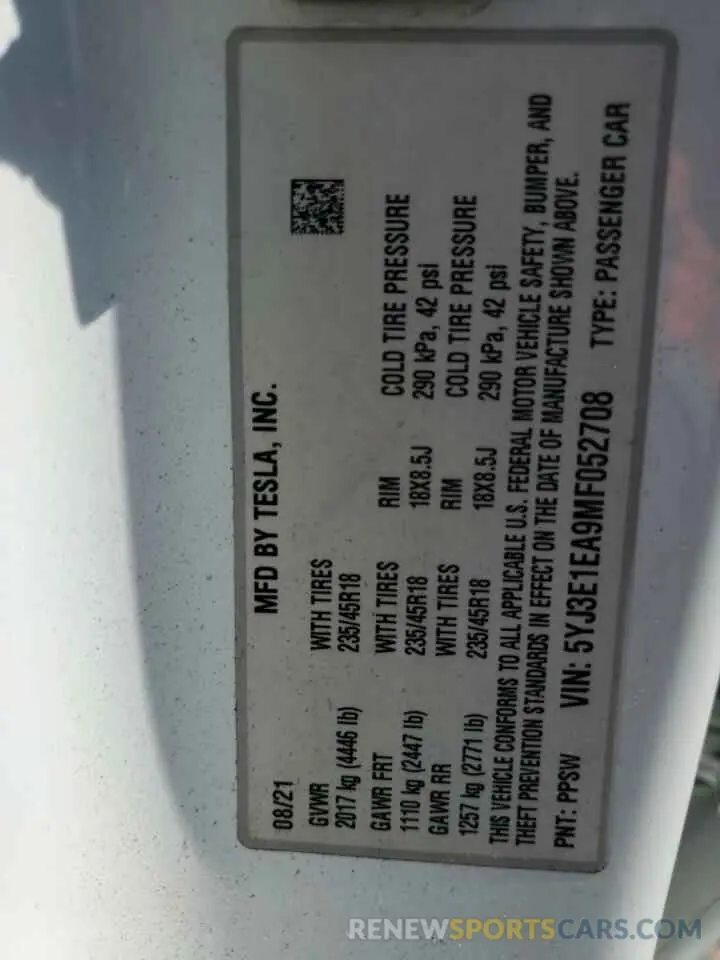 MFD BY TESLA, INC.
08/21
GVWR WITH TIRES
2017 kg (4446 lb) 235/45R18
GAWR FRT WITH TIRES RIM COLD TIRE PRESSURE
1110 kg (2447 lb) 235/45R18 18X8.5J 290 kPa, 42 psi
GAWR RR WITH TIRES RIM COLD TIRE PRESSURE
1257 kg (2771 lb) 235/45R18 18X8.5J 290 kPa, 42 psi
THIS VEHICLE CONFORMS TO ALL APPLICABLE U.S. FEDERAL MOTOR VEHICLE SAFETY, BUMPER, AND
THEFT PREVENTION STANDARDS IN EFFECT ON THE DATE OF MANUFACTURE SHOWN ABOVE.
PNT: PPSW VIN: 5YJ3E1EA9MF052708 TYPE: PASSENGER CAR
RENEWSPORTSCARS.COM